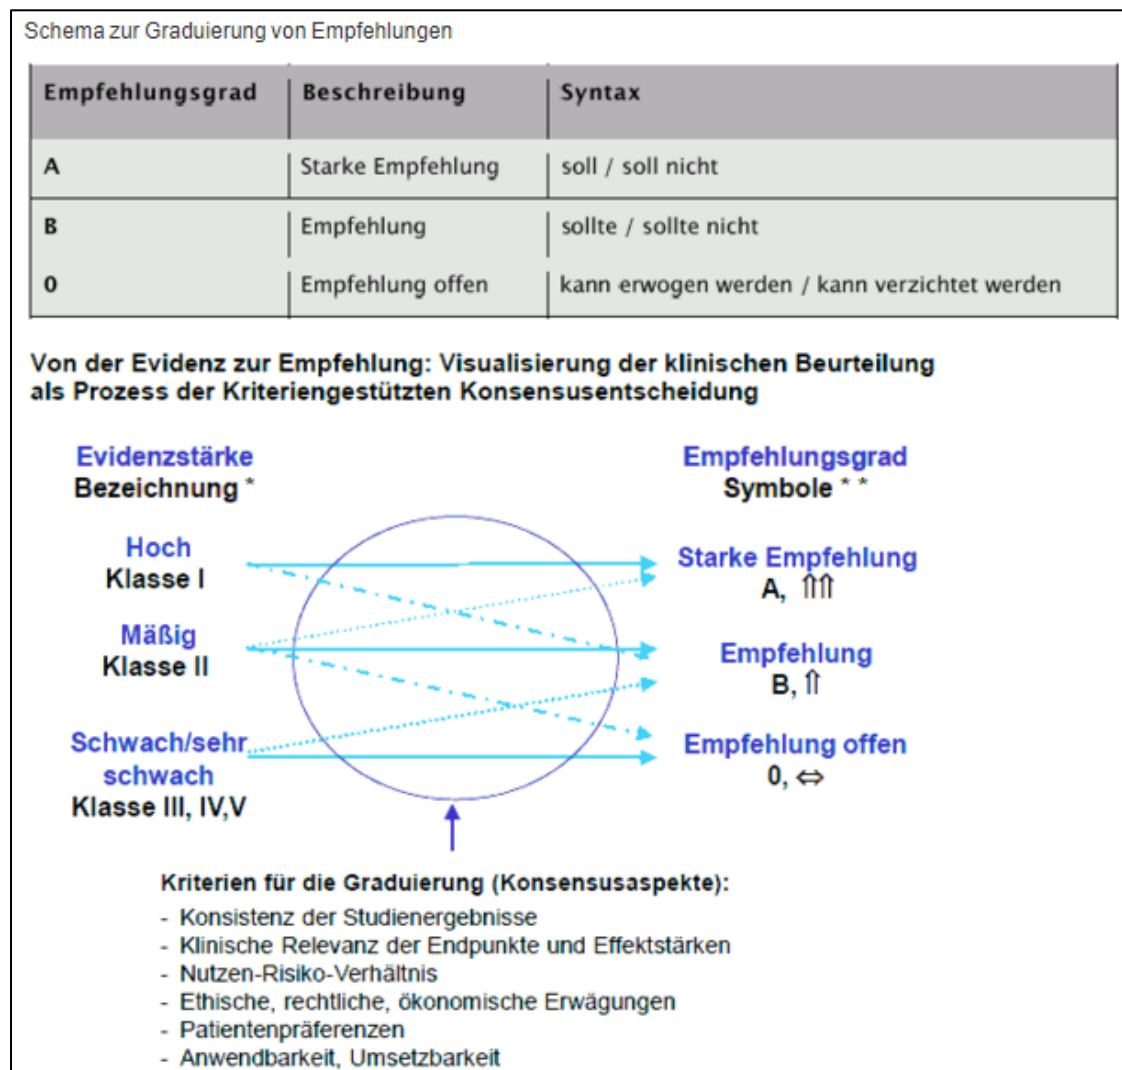 Schema zur Graduierung von Empfehlungen
Empfehlungsgrad Beschreibung Syntax
A Starke Empfehlung soll / soll nicht
B Empfehlung sollte / sollte nicht
0 Empfehlung offen kann erwogen werden / kann verzichtet werden
Von der Evidenz zur Empfehlung: Visualisierung der klinischen Beurteilung
als Prozess der Kriteriengestützten Konsensusentscheidung
Evidenzstärke
Bezeichnung *
Empfehlungsgrad
Symbole * *
Hoch
Klasse I
Starke Empfehlung
A, ⇑⇑
Mäßig
Klasse II
Empfehlung
B, ⇑
Schwach/sehr
schwach
Klasse III, IV,V
Empfehlung offen
0, ⇔
Kriterien für die Graduierung (Konsensusaspekte):
- Konsistenz der Studienergebnisse
- Klinische Relevanz der Endpunkte und Effektstärken
- Nutzen-Risiko-Verhältnis
- Ethische, rechtliche, ökonomische Erwägungen
- Patientenpräferenzen
- Anwendbarkeit, Umsetzbarkeit